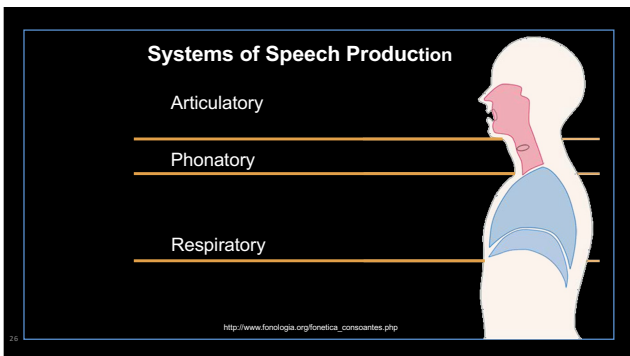 Systems of Speech Production
Articulatory
Phonatory
Respiratory
http://www.fonologia.org/fonetica_consoantes.php
26